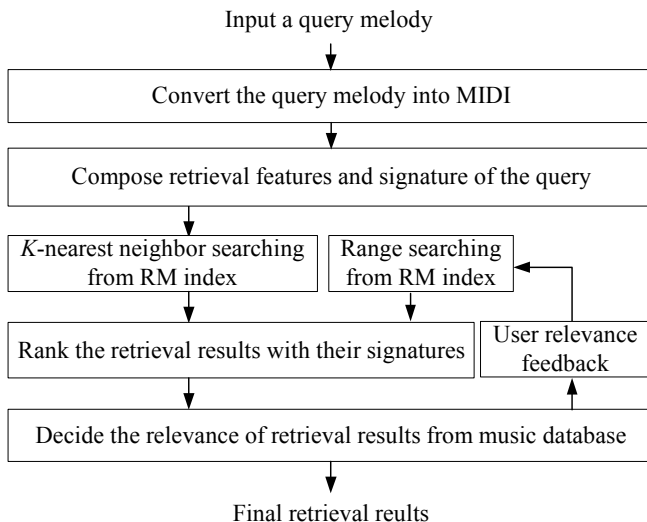 Input a query melody
Convert the query melody into MIDI
Compose retrieval features and signature of the query
K-nearest neighbor searching
from RM index
Range searching
from RM index
Rank the retrieval results with their signatures
User relevance
feedback
Decide the relevance of retrieval results from music database
Final retrieval reults